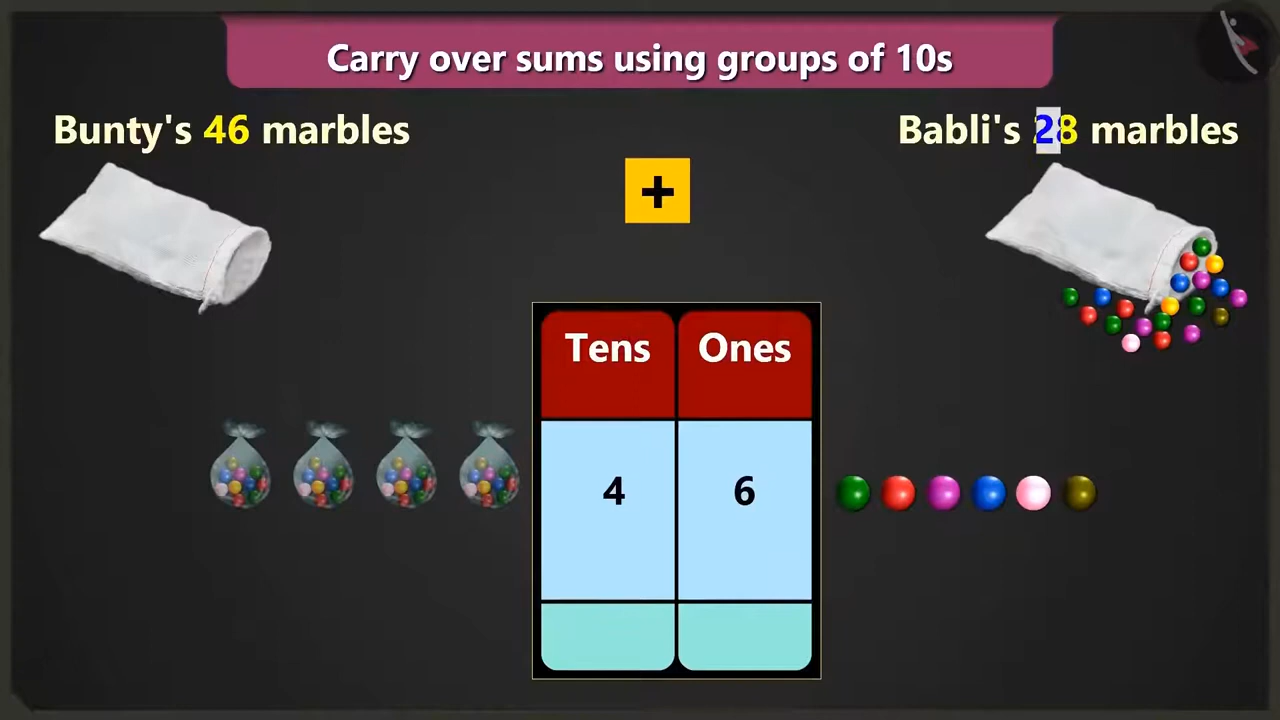 Carry over sums using groups of 10s
Bunty's 46 marbles
Babli's 28 marbles
+
Tens Ones
4 6